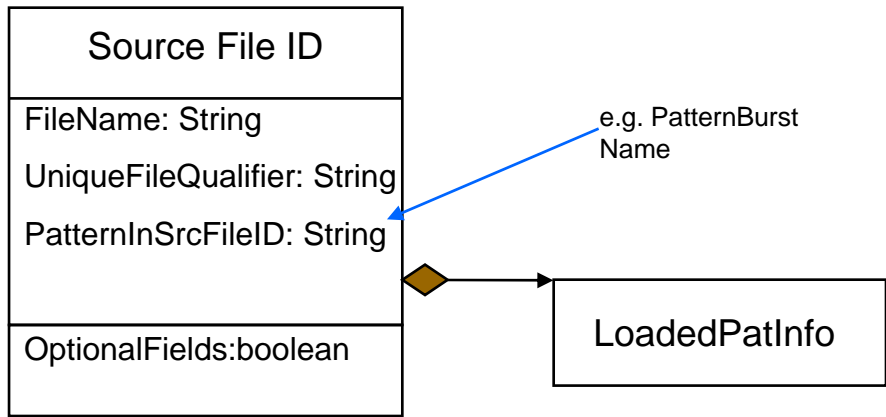 Source File ID
FileName: String
UniqueFileQualifier: String
PatternInSrcFileID: String
OptionalFields:boolean
e.g. PatternBurst
Name
LoadedPatInfo